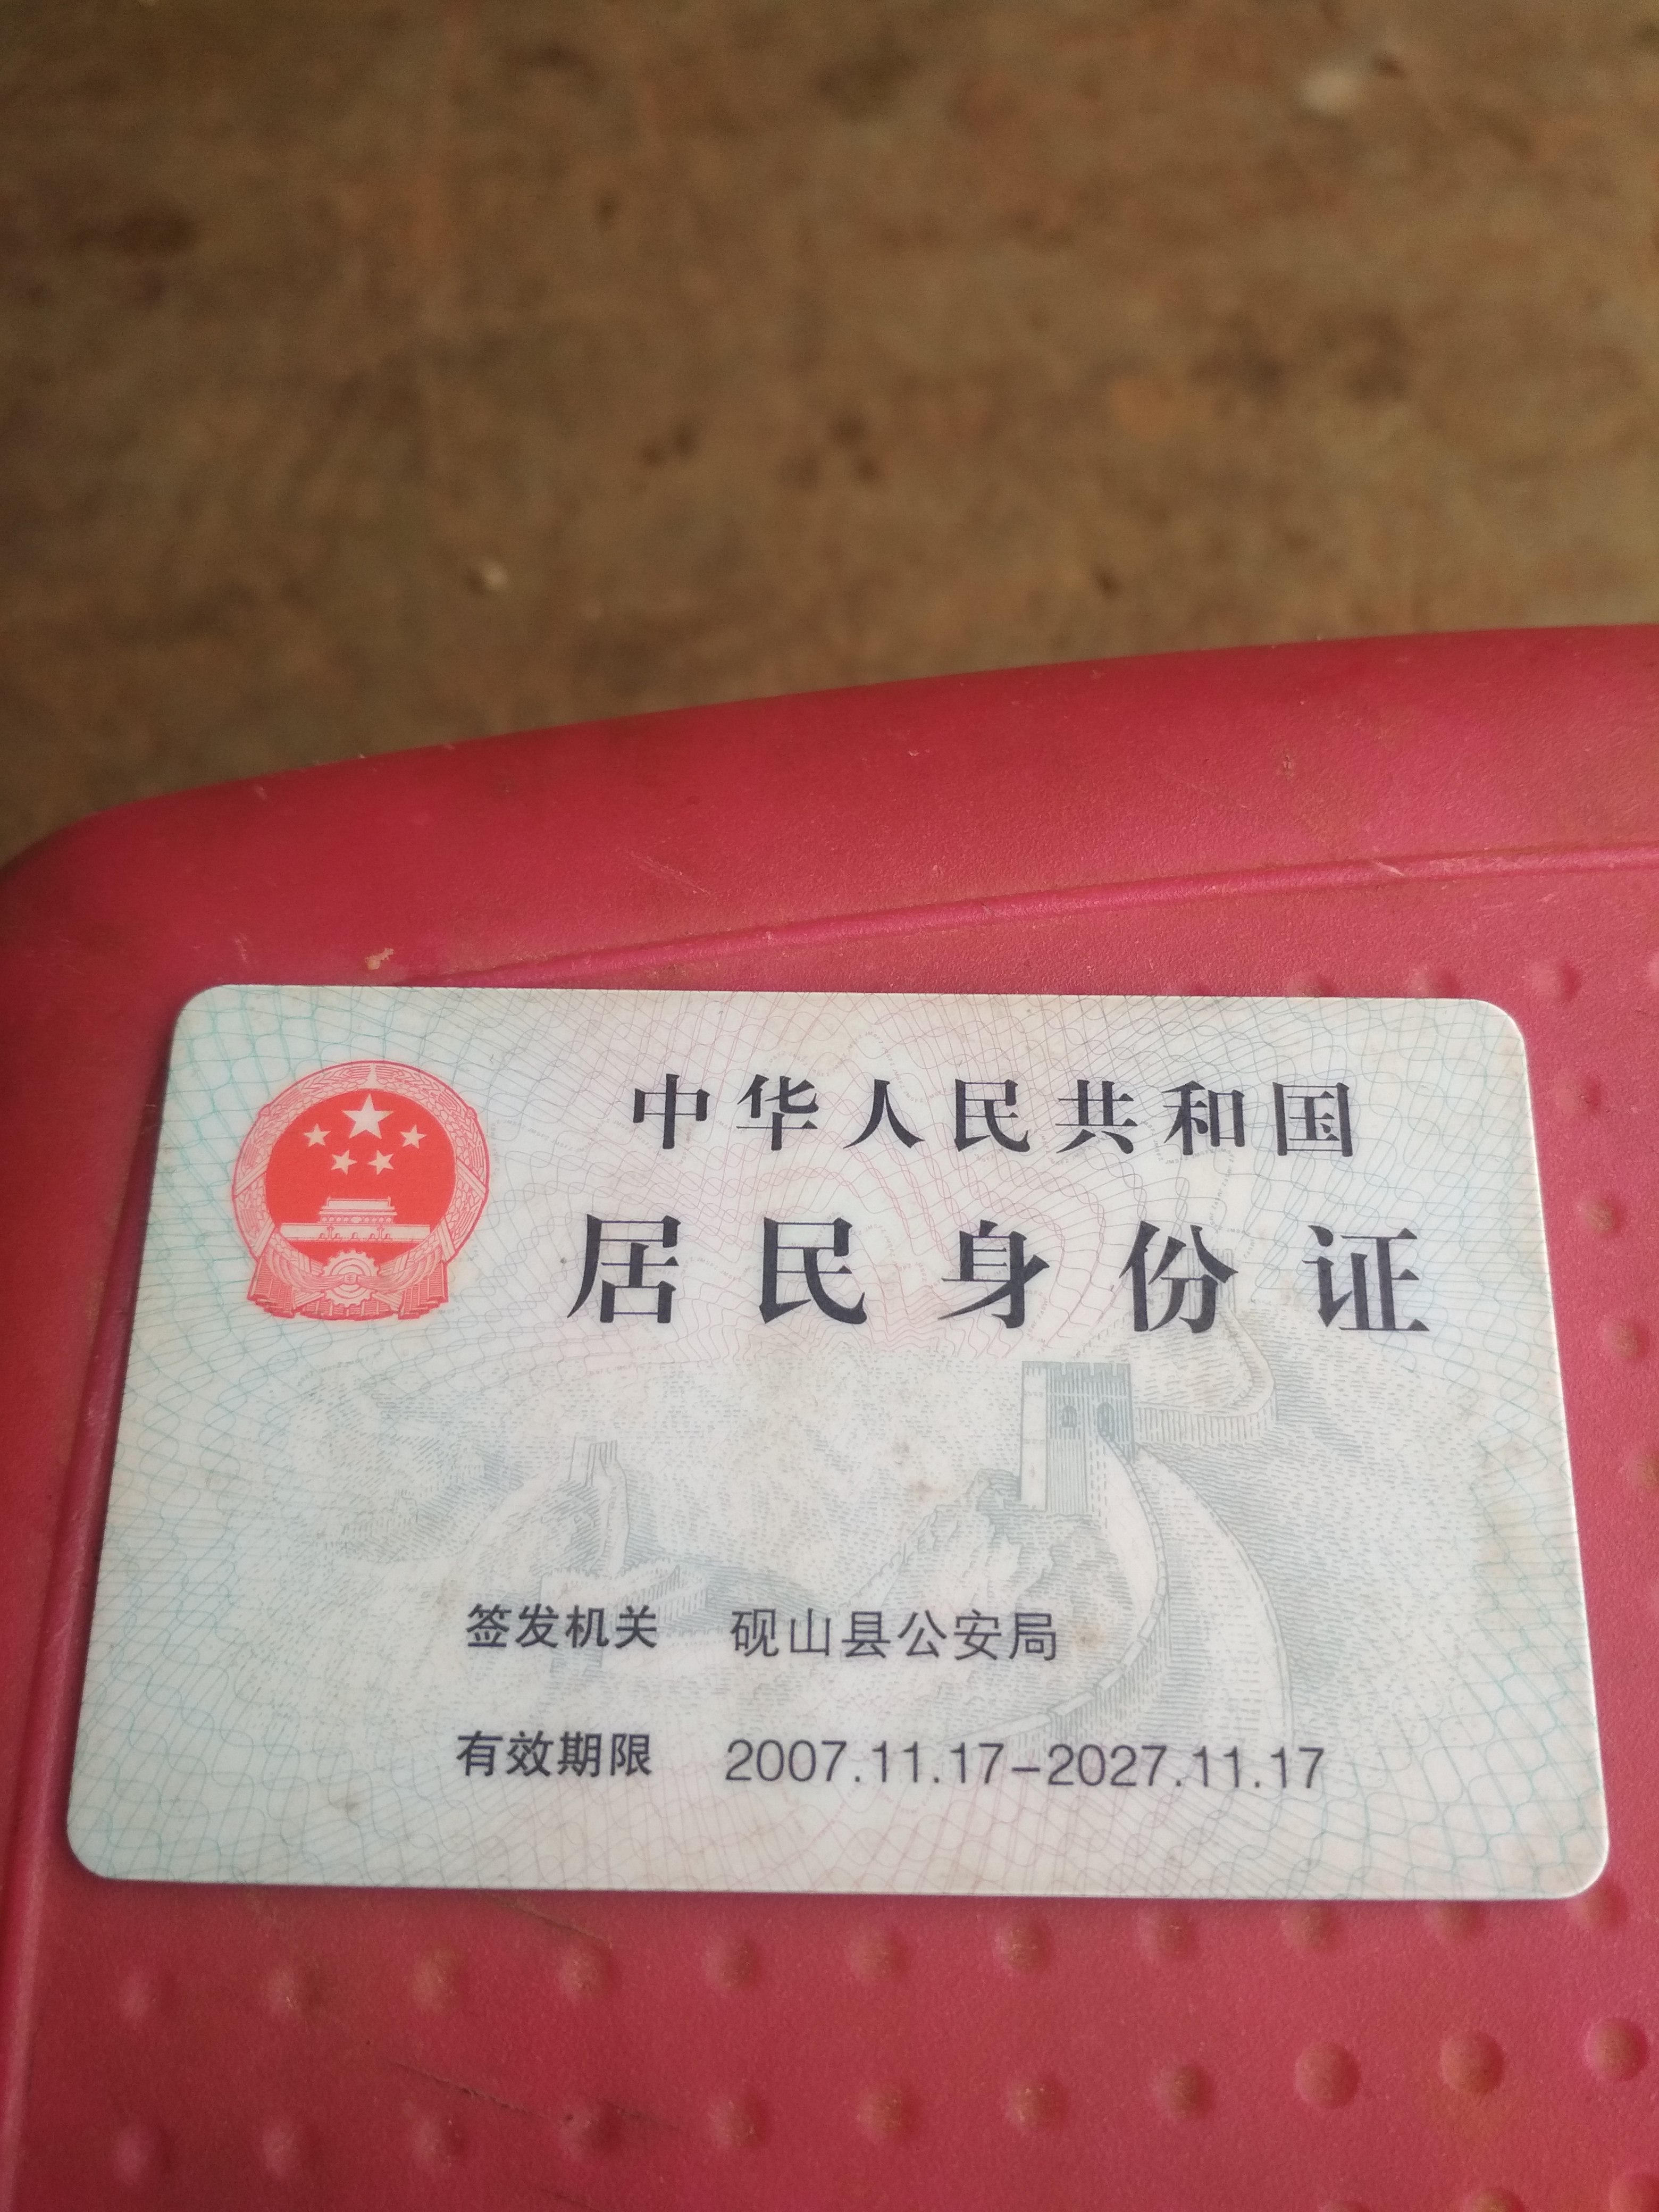 中华人民共和国
居民身份证
签发机关 砚山县公安局
有效期限 2007.11.17-2027.11.17